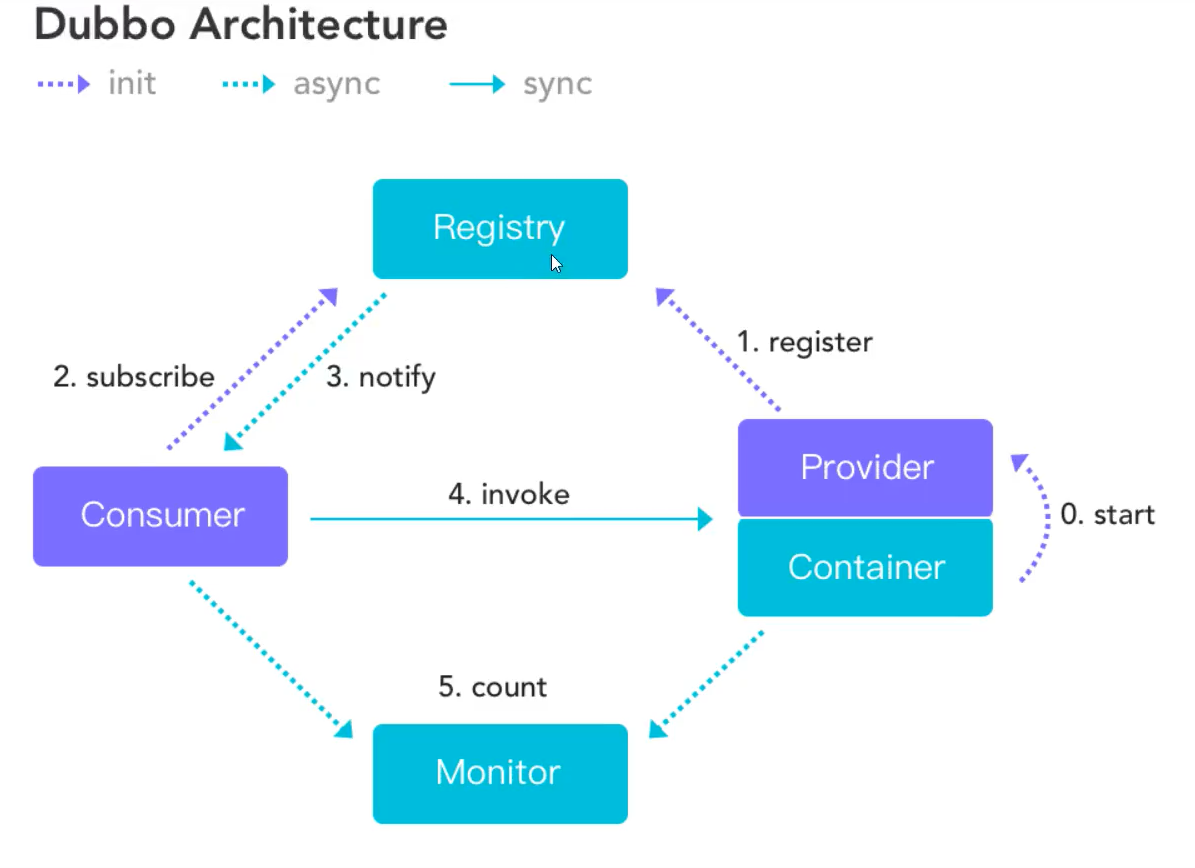 Dubbo Architecture
init async sync
Registry
1. register
2. subscribe 3. notify
Provider
4. invoke
Consumer
0. start
Container
5. count
Monitor